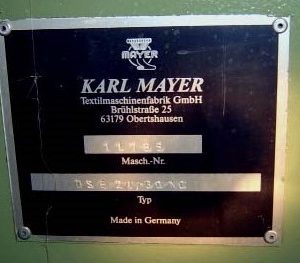 MAYER
KARL MAYER
Textilmaschinenfabrik GmbH
Brühlstraße 25
63179 Obertshausen
Masch.-Nr.
Typ
Made in Germany